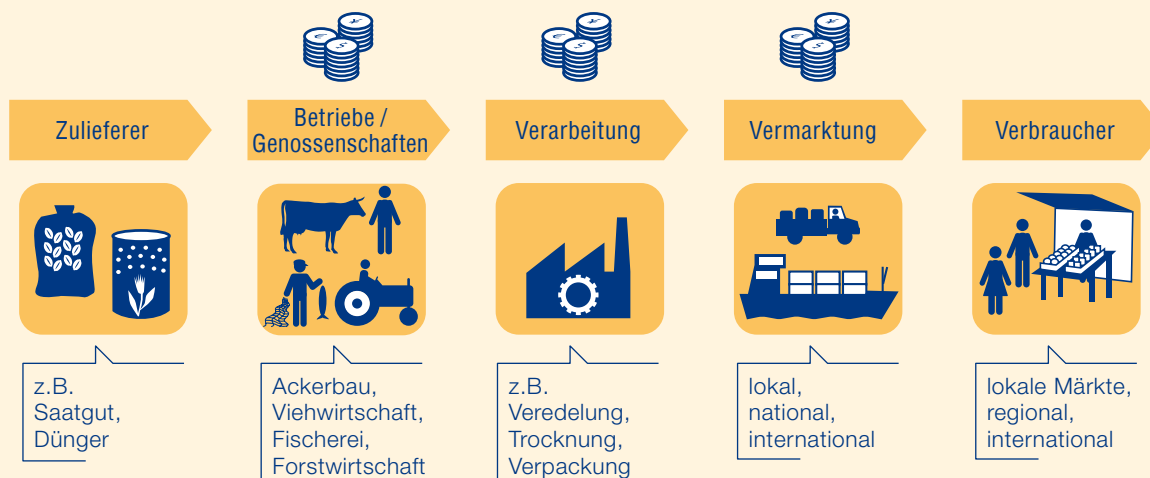 Zulieferer
Betriebe /
Genossenschaften
Verarbeitung
Vermarktung
Verbraucher
z.B.
Saatgut,
Dünger
Ackerbau,
Viehwirtschaft,
Fischerei,
Forstwirtschaft
z.B.
Veredelung,
Trocknung,
Verpackung
lokal,
national,
international
lokale Märkte,
regional,
international